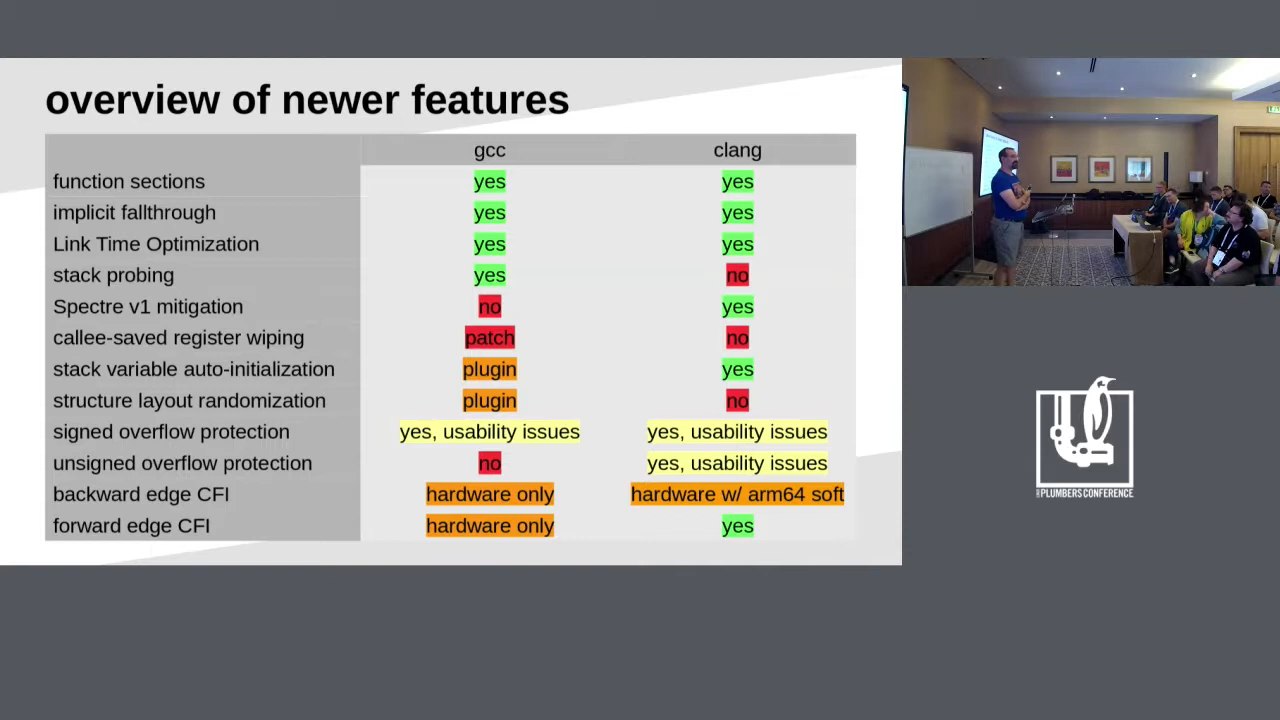 overview of newer features
gcc clang
function sections yes yes
implicit fallthrough yes yes
Link Time Optimization yes yes
stack probing yes no
Spectre v1 mitigation no yes
callee-saved register wiping patch no
stack variable auto-initialization plugin yes
structure layout randomization plugin no
signed overflow protection yes, usability issues yes, usability issues
unsigned overflow protection no yes, usability issues
backward edge CFI hardware only hardware w/ arm64 soft
forward edge CFI hardware only yes
PLUMBERS CONFERENCE